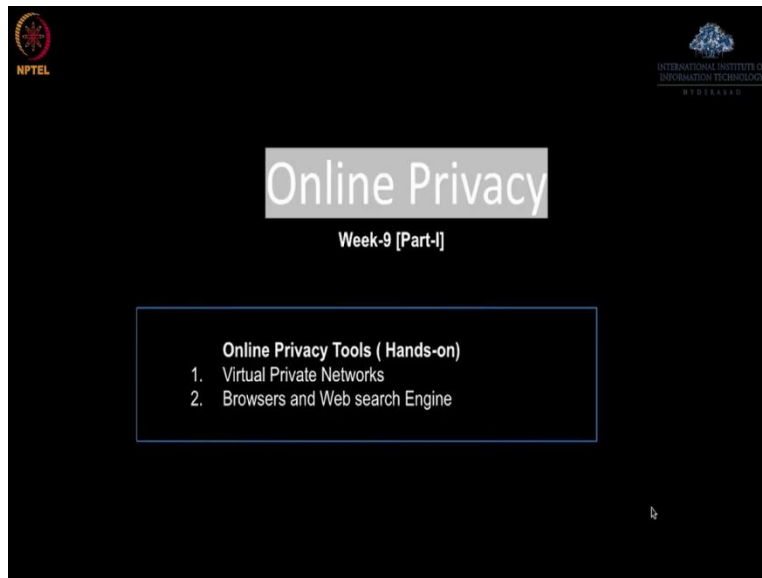 NPTEL
INTERNATIONAL INSTITUTE O
INFORMATION TECHNOLOGY
HYDERABAD
Online Privacy
Week-9 [Part-I]
Online Privacy Tools ( Hands-on)
1. Virtual Private Networks
2. Browsers and Web search Engine